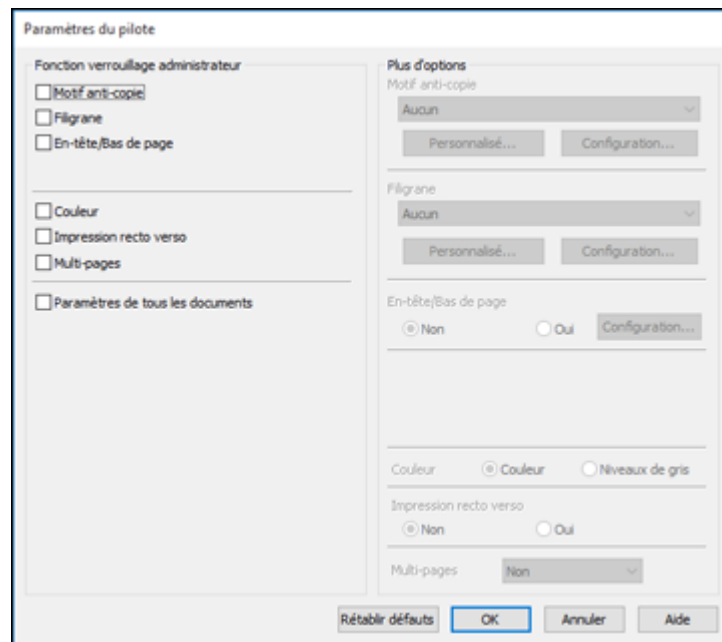 Paramètres du pilote
Fonction verrouillage administrateur
Motif anti-copie
Filigrane
En-tête/Bas de page
Couleur
Impression recto verso
Multi-pages
Paramètres de tous les documents
Plus d'options
Motif anti-copie
Aucun
Personnalisé... Configuration...
Filigrane
Aucun
Personnalisé... Configuration...
En-tête/Bas de page
Non Oui Configuration...
Couleur Couleur Niveaux de gris
Impression recto verso
Non Oui
Multi-pages Non
Rétablir défauts OK Annuler Aide